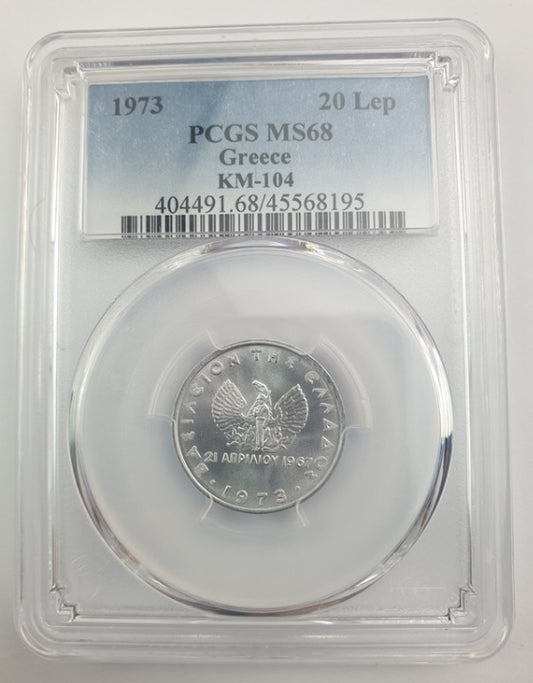 1973 20 Lep
PCGS MS68
Greece
KM-104
404491.68/45568195
ΒΑΣΙΛΕΙΟΝ ΤΗΣ ΕΛΛΑΔΟΣ
21 ΑΠΡΙΛΙΟΥ 1967
· 1973 ·